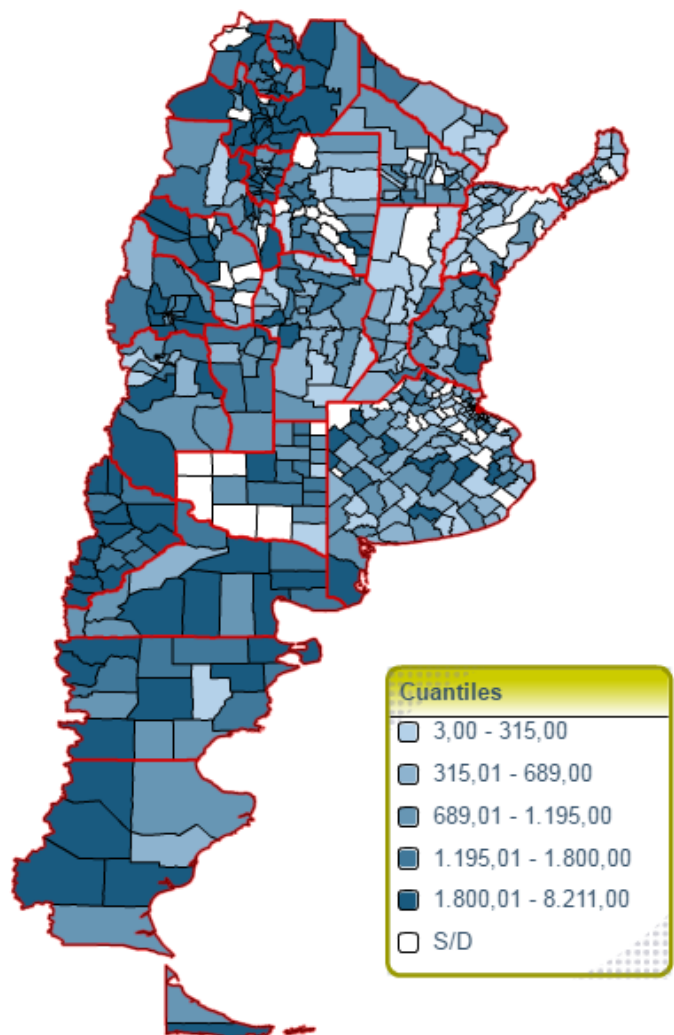 Cuantiles
3,00 - 315,00
315,01 - 689,00
689,01 - 1.195,00
1.195,01 - 1.800,00
1.800,01 - 8.211,00
S/D